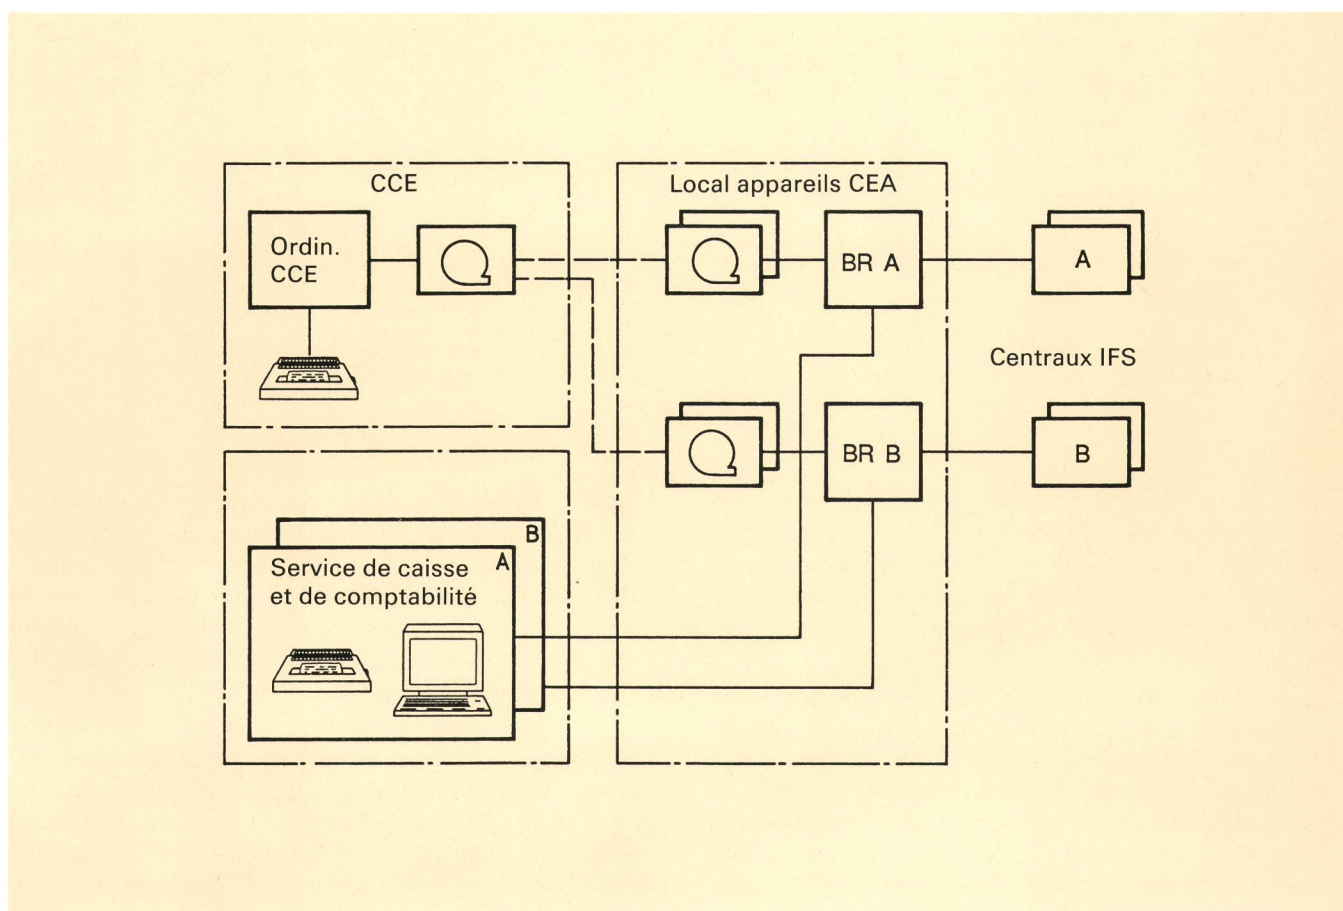 CCE
Ordin.
CCE
Local appareils CEA
BR A
A
Centraux IFS
BR B
B
B
A
Service de caisse
et de comptabilité